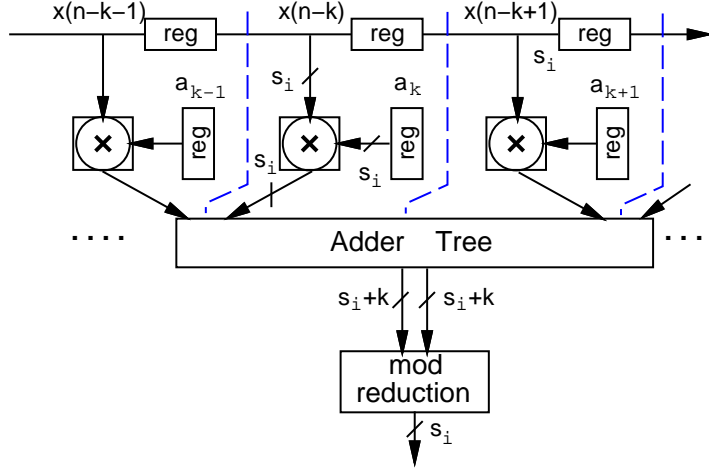 x(n-k-1) reg x(n-k) reg x(n-k+1) reg
s_i s_i
a_{k-1} a_k a_{k+1}
× reg × reg × reg
s_i s_i
.... Adder Tree ...
s_i+k s_i+k
mod
reduction
s_i